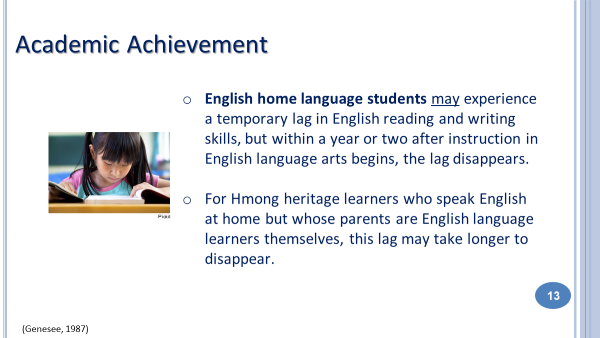 Academic Achievement
o English home language students may experience
a temporary lag in English reading and writing
skills, but within a year or two after instruction in
English language arts begins, the lag disappears.
o For Hmong heritage learners who speak English
at home but whose parents are English language
learners themselves, this lag may take longer to
disappear.
13
(Genesee, 1987)